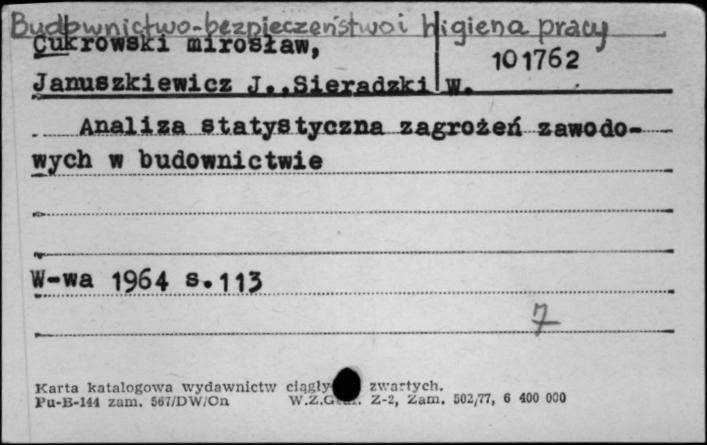 Budownictwo-bezpieczeństwo i higiena pracy
Cukrowski mirosław,
101762
Januszkiewicz J., Sieradzki W.
Analiza statystyczna zagrożeń zawodo-
wych w budownictwie
W-wa 1964 s.113
7
Karta katalogowa wydawnictw ciągły zwartych.
Pu-B-144 zam. 567/DW/On W.Z.Graf. Z-2, Zam. 502/77, 6 400 000